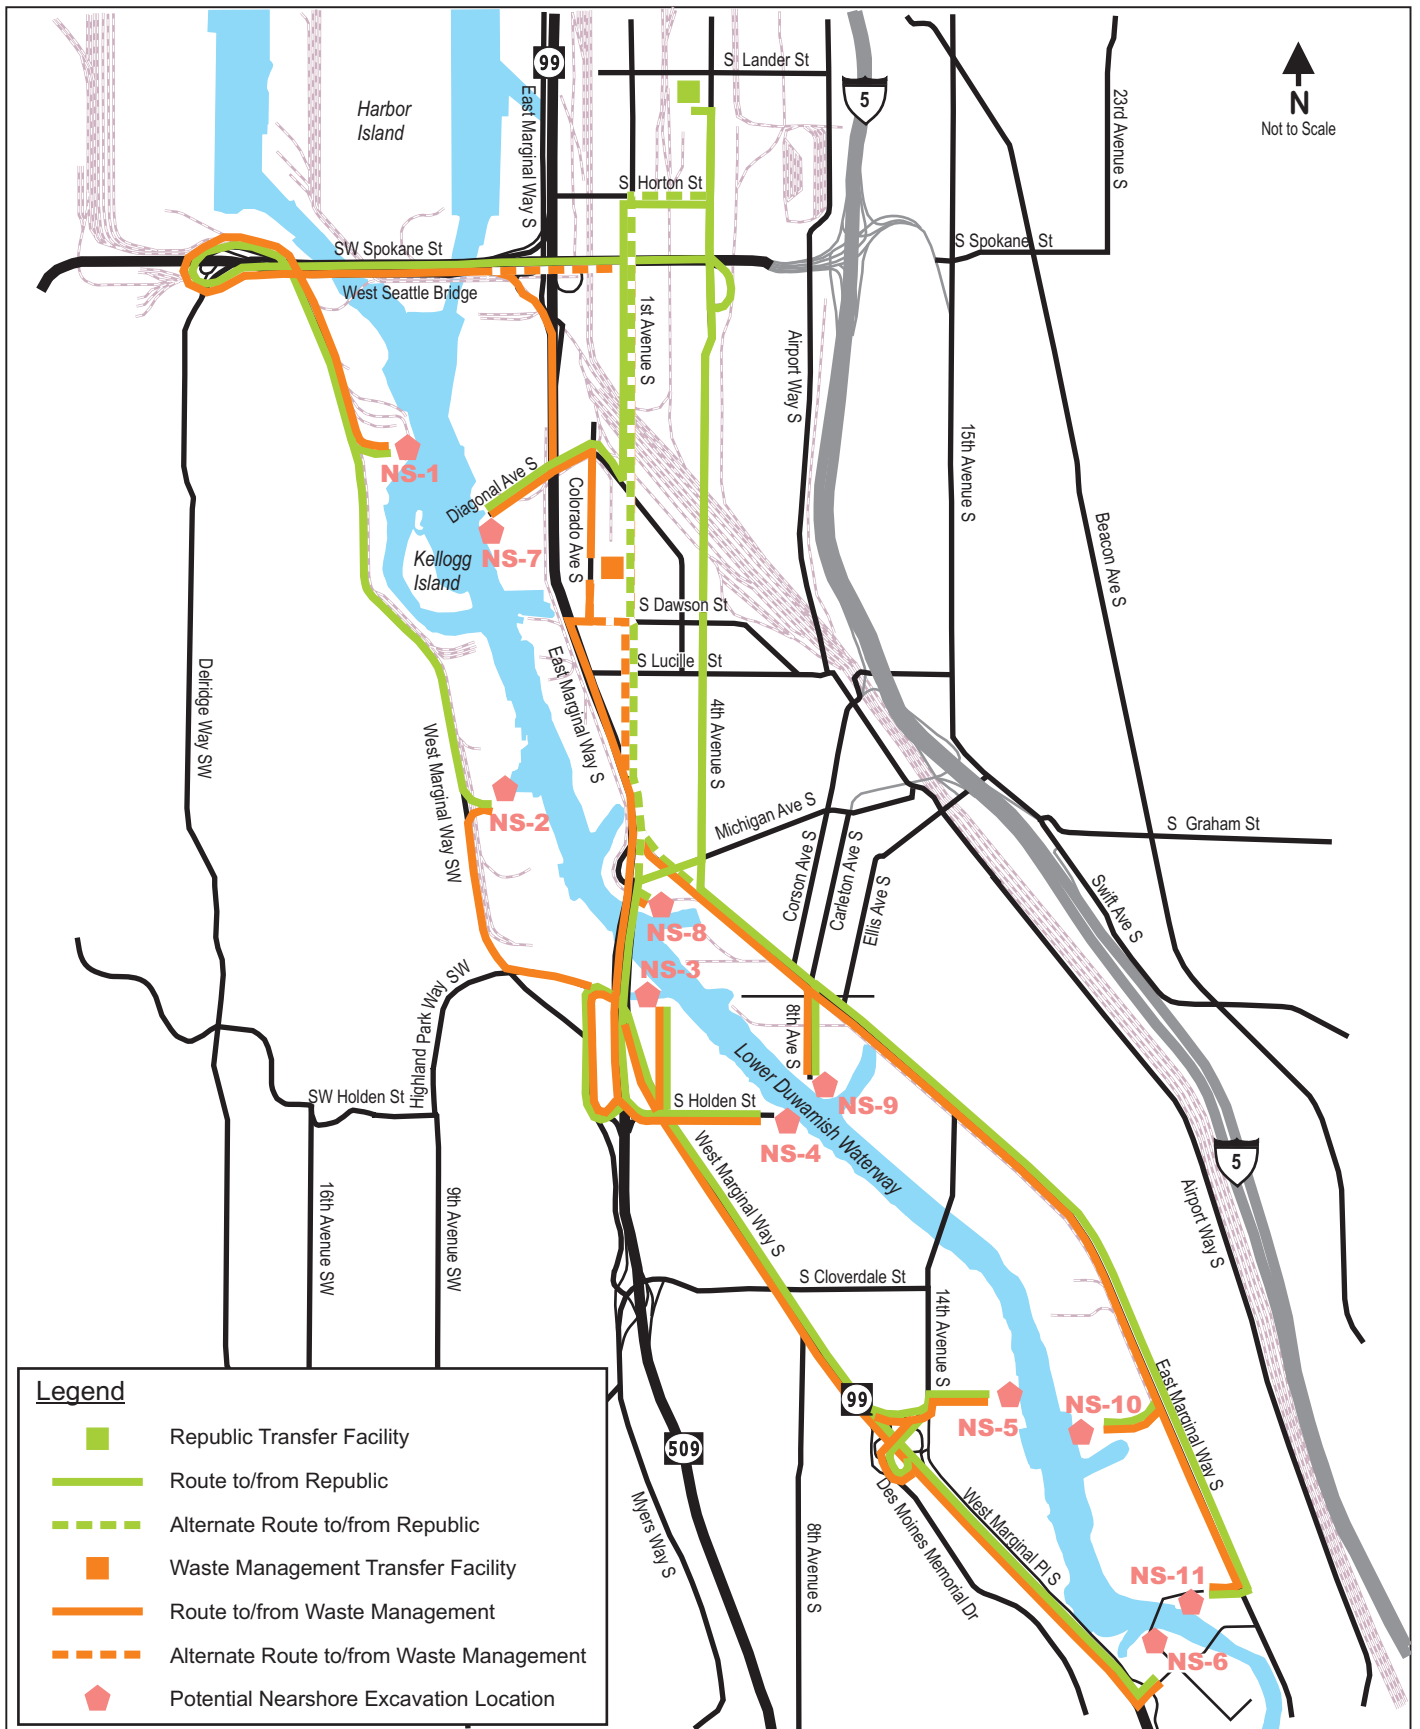 99
S Lander St
5
N
Not to Scale
Harbor
Island
East Marginal Way S
23rd Avenue S
S Horton St
SW Spokane St
S Spokane St
West Seattle Bridge
1st Avenue S
Airport Way S
15th Avenue S
NS-1
Diagonal Ave S
Colorado Ave S
NS-7
Kellogg
Island
Beacon Ave S
S Dawson St
S Lucille St
Delridge Way SW
East Marginal Way S
4th Avenue S
West Marginal Way SW
NS-2
Michigan Ave S
S Graham St
Corson Ave S
Carleton Ave S
Ellis Ave S
Swift Ave S
NS-8
NS-3
Highland Park Way SW
8th Ave S
Lower Duwamish Waterway
SW Holden St
S Holden St
NS-9
NS-4
5
West Marginal Way S
16th Avenue SW
9th Avenue SW
Airport Way S
S Cloverdale St
14th Avenue S
99
NS-5
NS-10
East Marginal Way S
509
Myers Way S
8th Avenue S
Des Moines Memorial Dr
West Marginal Pl S
NS-11
NS-6
Legend
Republic Transfer Facility
Route to/from Republic
Alternate Route to/from Republic
Waste Management Transfer Facility
Route to/from Waste Management
Alternate Route to/from Waste Management
Potential Nearshore Excavation Location